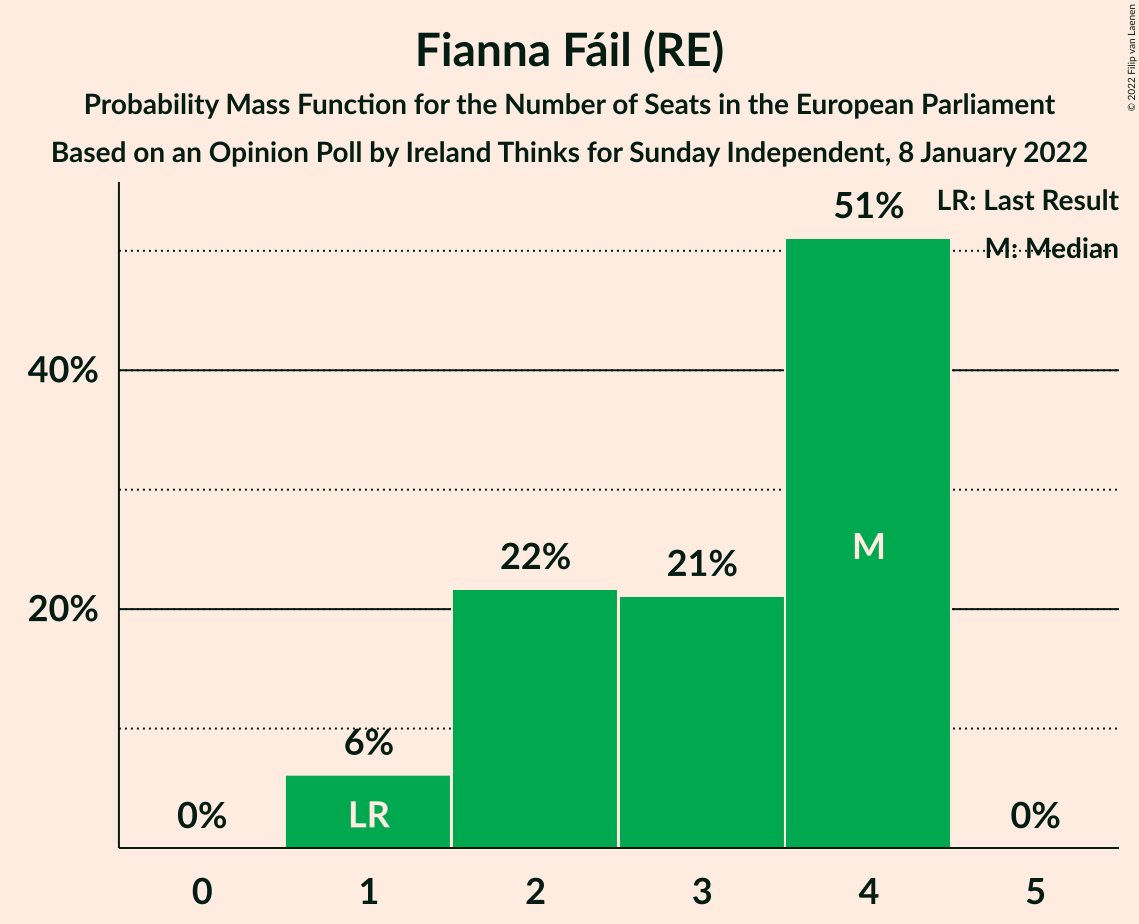 Fianna Fáil (RE)
Probability Mass Function for the Number of Seats in the European Parliament
Based on an Opinion Poll by Ireland Thinks for Sunday Independent, 8 January 2022
© 2022 Filip van Laenen
LR: Last Result
M: Median
40%
20%
0%
6%
22%
21%
51%
0%
LR
M
0 1 2 3 4 5